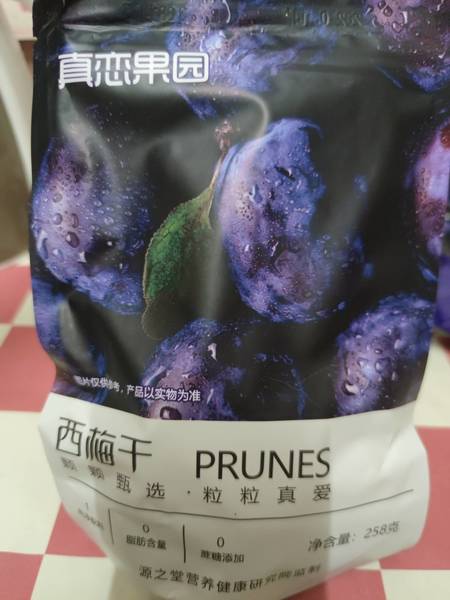 真恋果园
图片仅供参考，产品以实物为准
西梅干 PRUNES
颗颗甄选·粒粒真爱
1
0
脂肪含量
0
蔗糖添加
净含量：258克
源之堂营养健康研究院监制